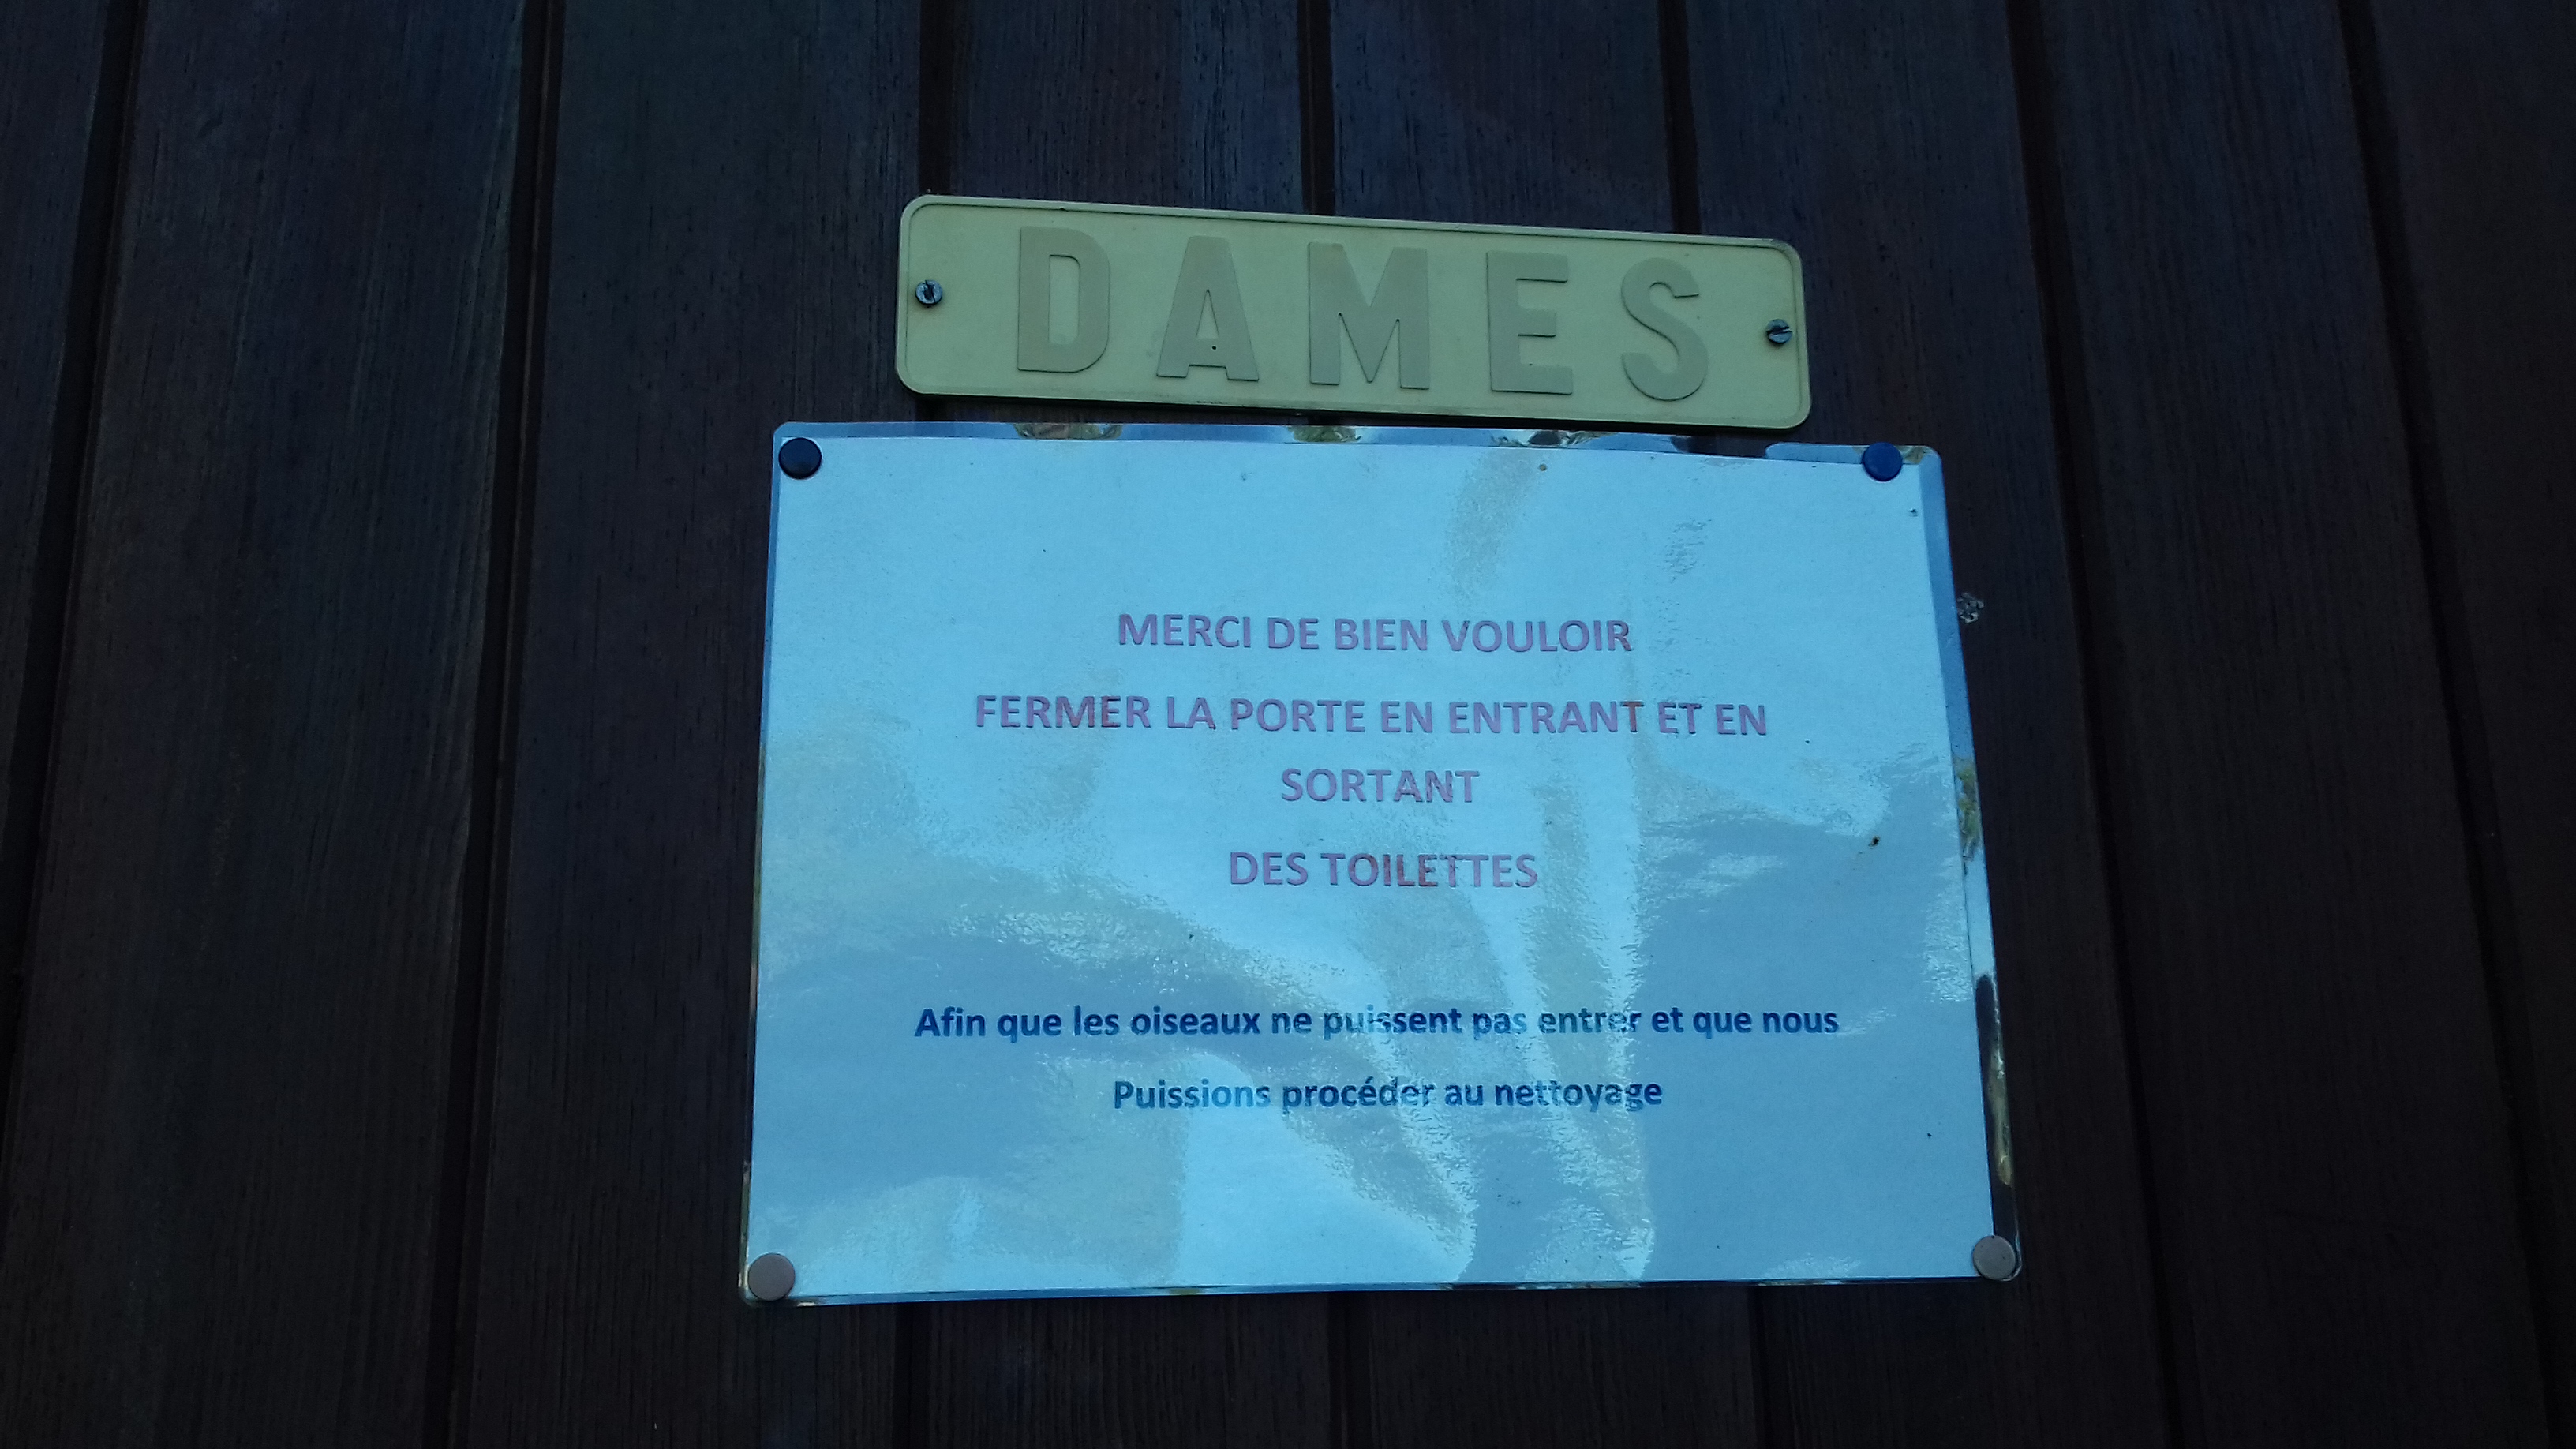 DAMES
MERCI DE BIEN VOULOIR
FERMER LA PORTE EN ENTRANT ET EN
SORTANT
DES TOILETTES
Afin que les oiseaux ne puissent pas entrer et que nous
Puissions procéder au nettoyage